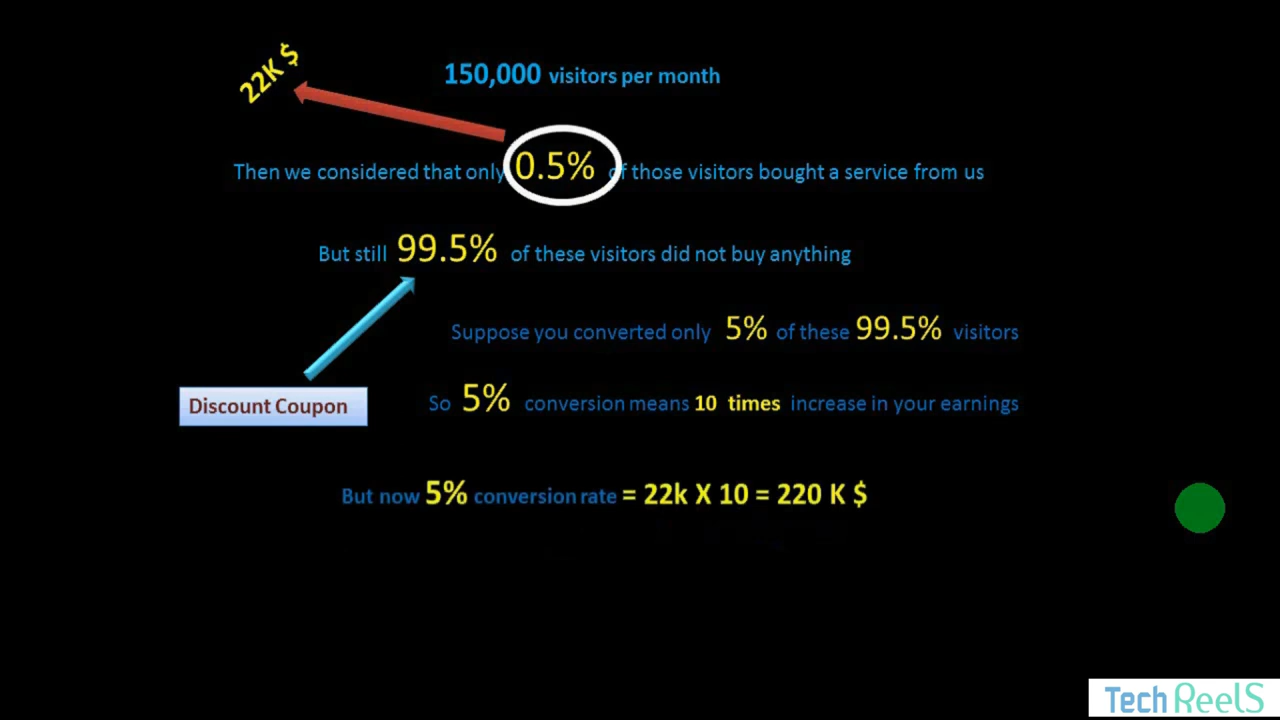 22K $
150,000 visitors per month
Then we considered that only 0.5% of those visitors bought a service from us
But still 99.5% of these visitors did not buy anything
Suppose you converted only 5% of these 99.5% visitors
Discount Coupon
So 5% conversion means 10 times increase in your earnings
But now 5% conversion rate = 22k X 10 = 220 K $
Tech ReelS